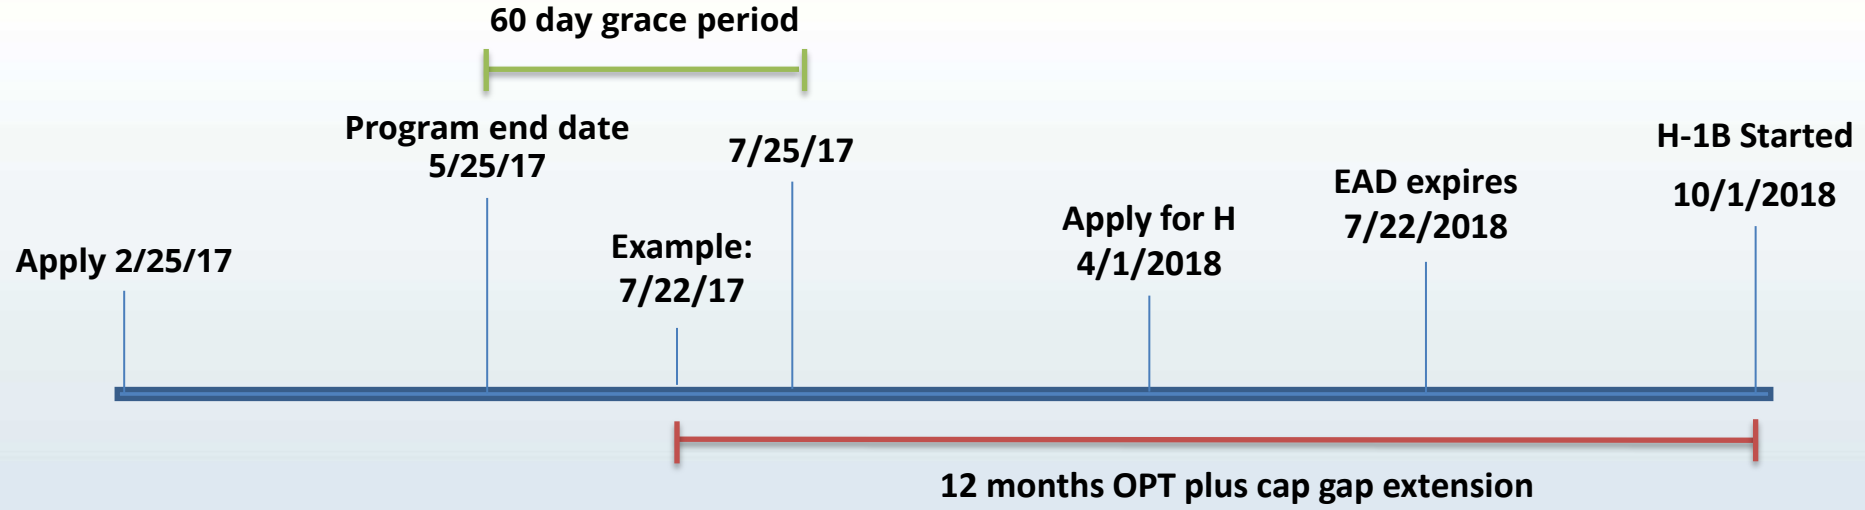 60 day grace period
Program end date
5/25/17
7/25/17
H-1B Started
10/1/2018
EAD expires
7/22/2018
Apply for H
4/1/2018
Example:
7/22/17
Apply 2/25/17
12 months OPT plus cap gap extension